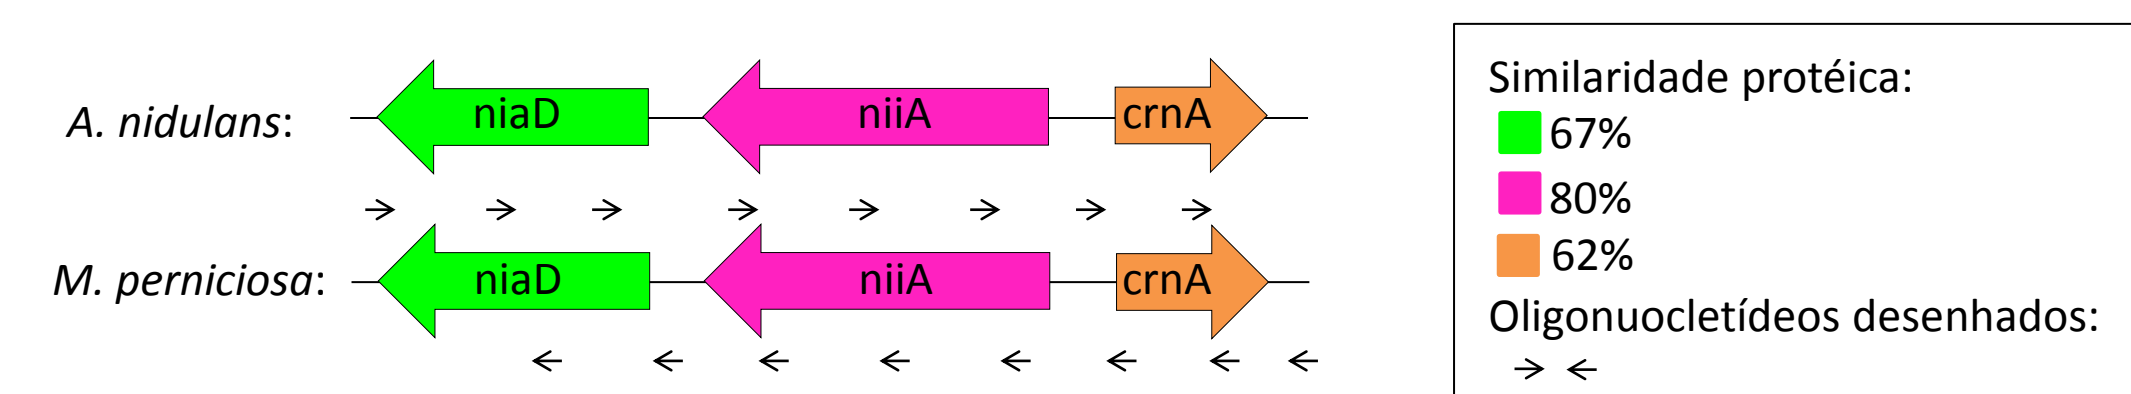 A. nidulans:
niaD
niiA
crnA
M. perniciosa:
niaD
niiA
crnA
Similaridade protéica:
67%
80%
62%
Oligonuocletídeos desenhados: